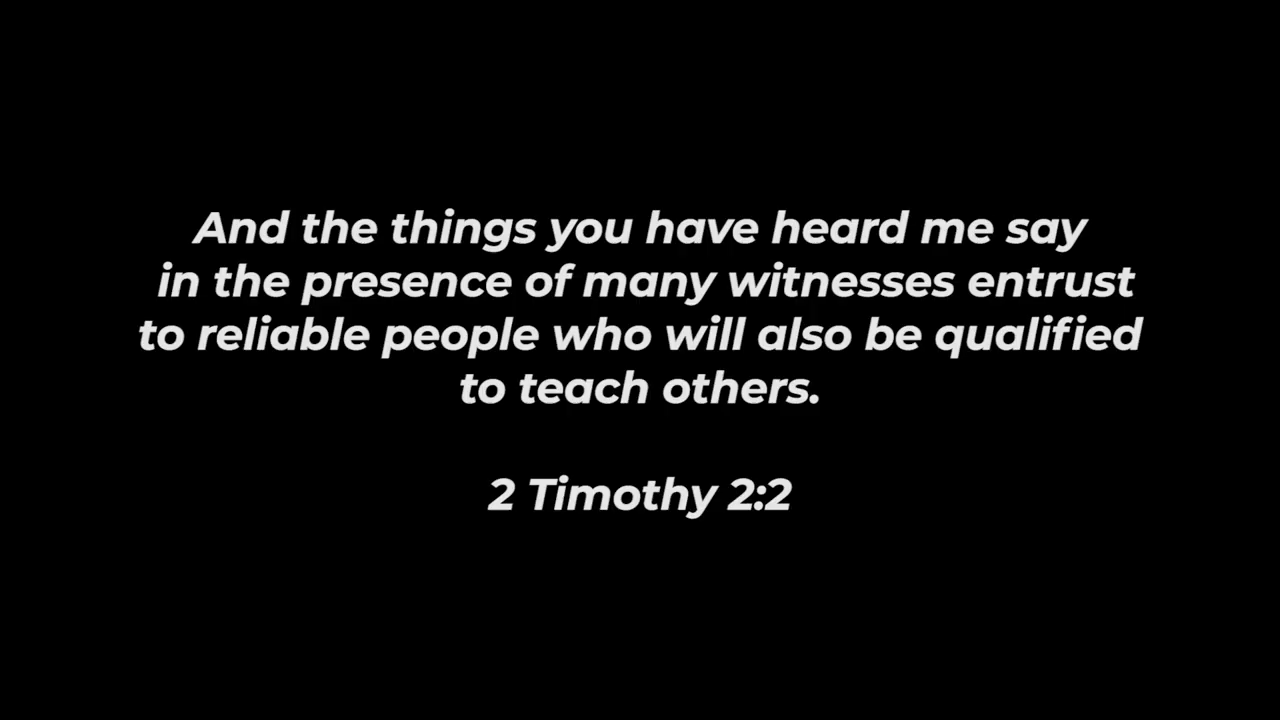 And the things you have heard me say
in the presence of many witnesses entrust
to reliable people who will also be qualified
to teach others.
2 Timothy 2:2